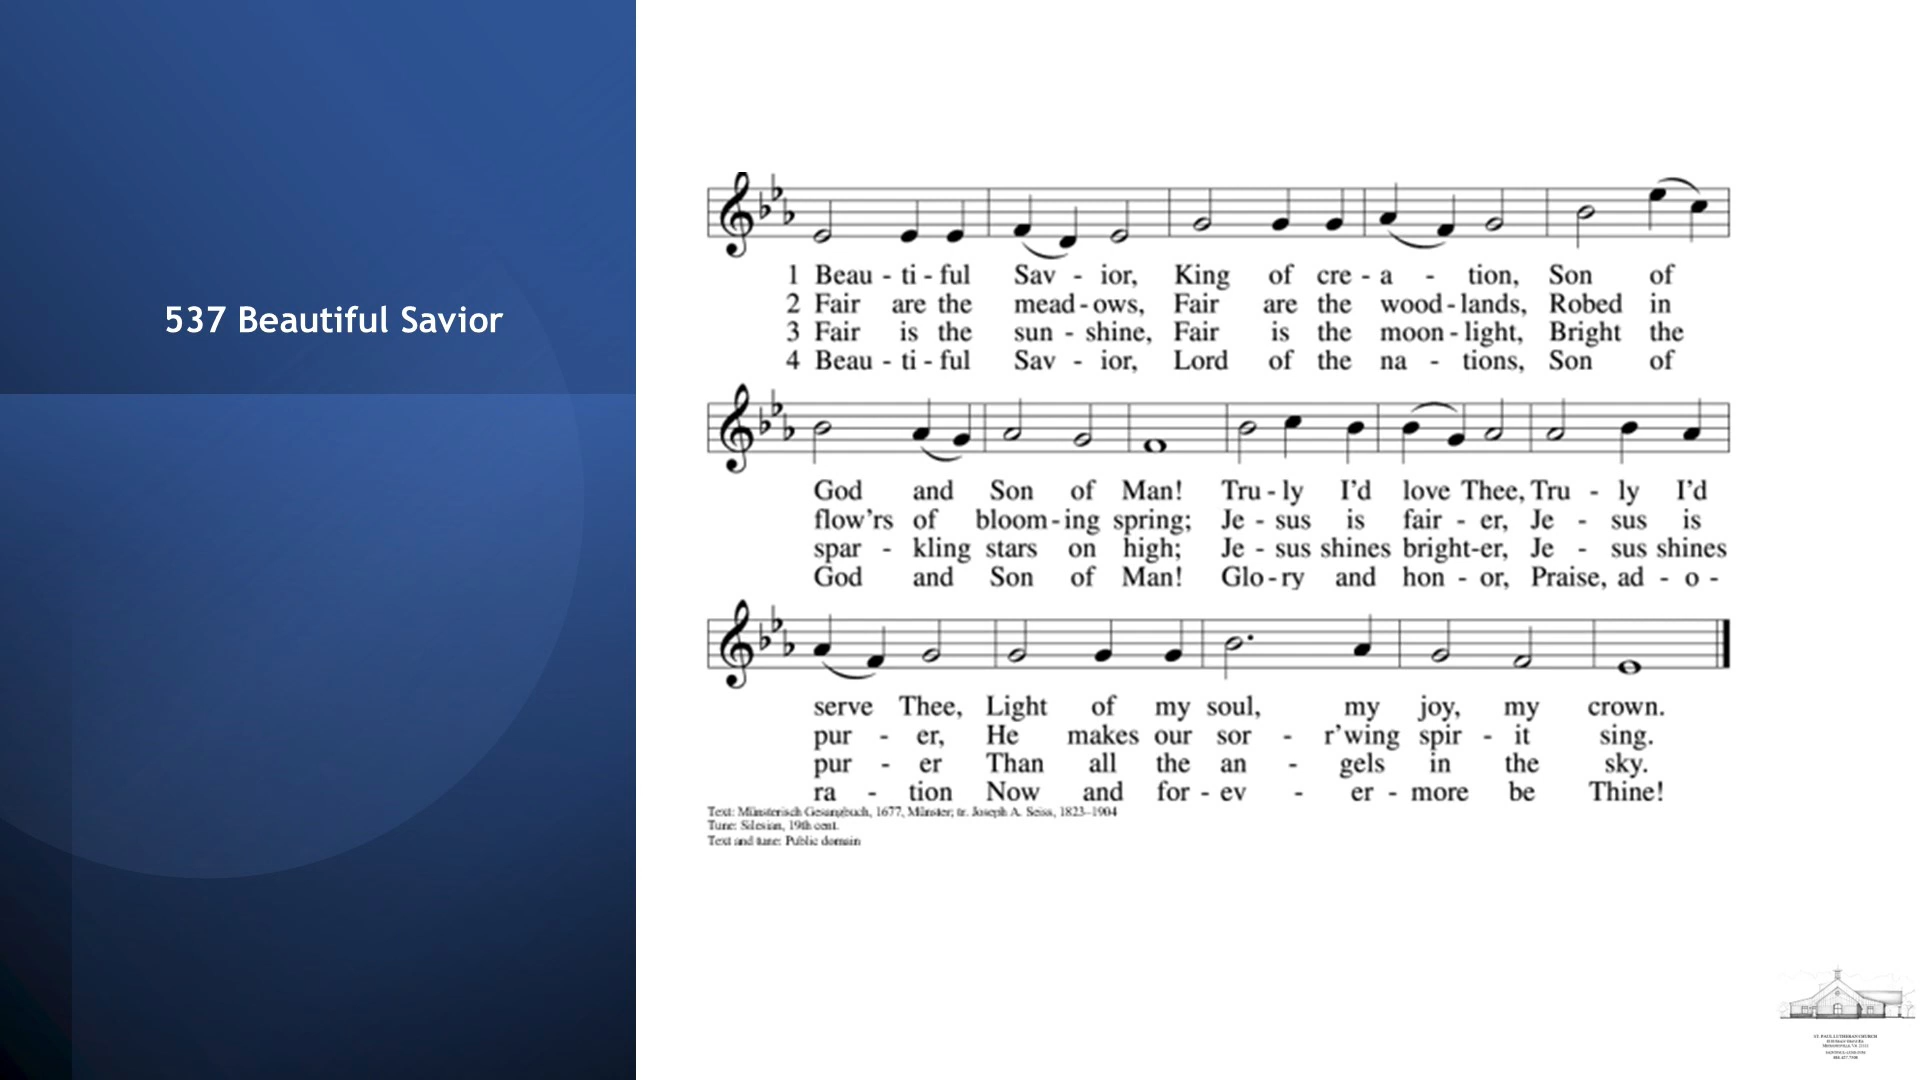 537 Beautiful Savior
1 Beau - ti - ful Sav - ior, King of cre - a - tion, Son of
2 Fair are the mead - ows, Fair are the wood - lands, Robed in
3 Fair is the sun - shine, Fair is the moon - light, Bright the
4 Beau - ti - ful Sav - ior, Lord of the na - tions, Son of
God and Son of Man! Tru - ly I'd love Thee, Tru - ly I'd
flow'rs of bloom - ing spring; Je - sus is fair - er, Je - sus is
spar - kling stars on high; Je - sus shines bright-er, Je - sus shines
God and Son of Man! Glo - ry and hon - or, Praise, ad - o -
serve Thee, Light of my soul, my joy, my crown.
pur - er, He makes our sor - r'wing spir - it sing.
pur - er Than all the an - gels in the sky.
ra - tion Now and for - ev - er - more be Thine!
Text: Münsterisch Gesangbuch, 1677, Münster; tr. Joseph A. Seiss, 1823–1904
Tune: Silesian, 19th cent.
Text and tune: Public domain
ST. PAUL LUTHERAN CHURCH